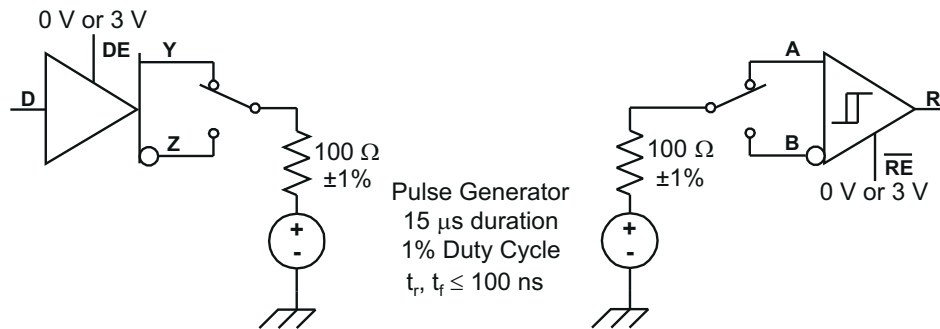 0 V or 3 V
DE
Y
D
Z
100 Ω
±1%
+
-
Pulse Generator
15 μs duration
1% Duty Cycle
tr, tf ≤ 100 ns
A
R
B
100 Ω
±1%
RE
0 V or 3 V
+
-